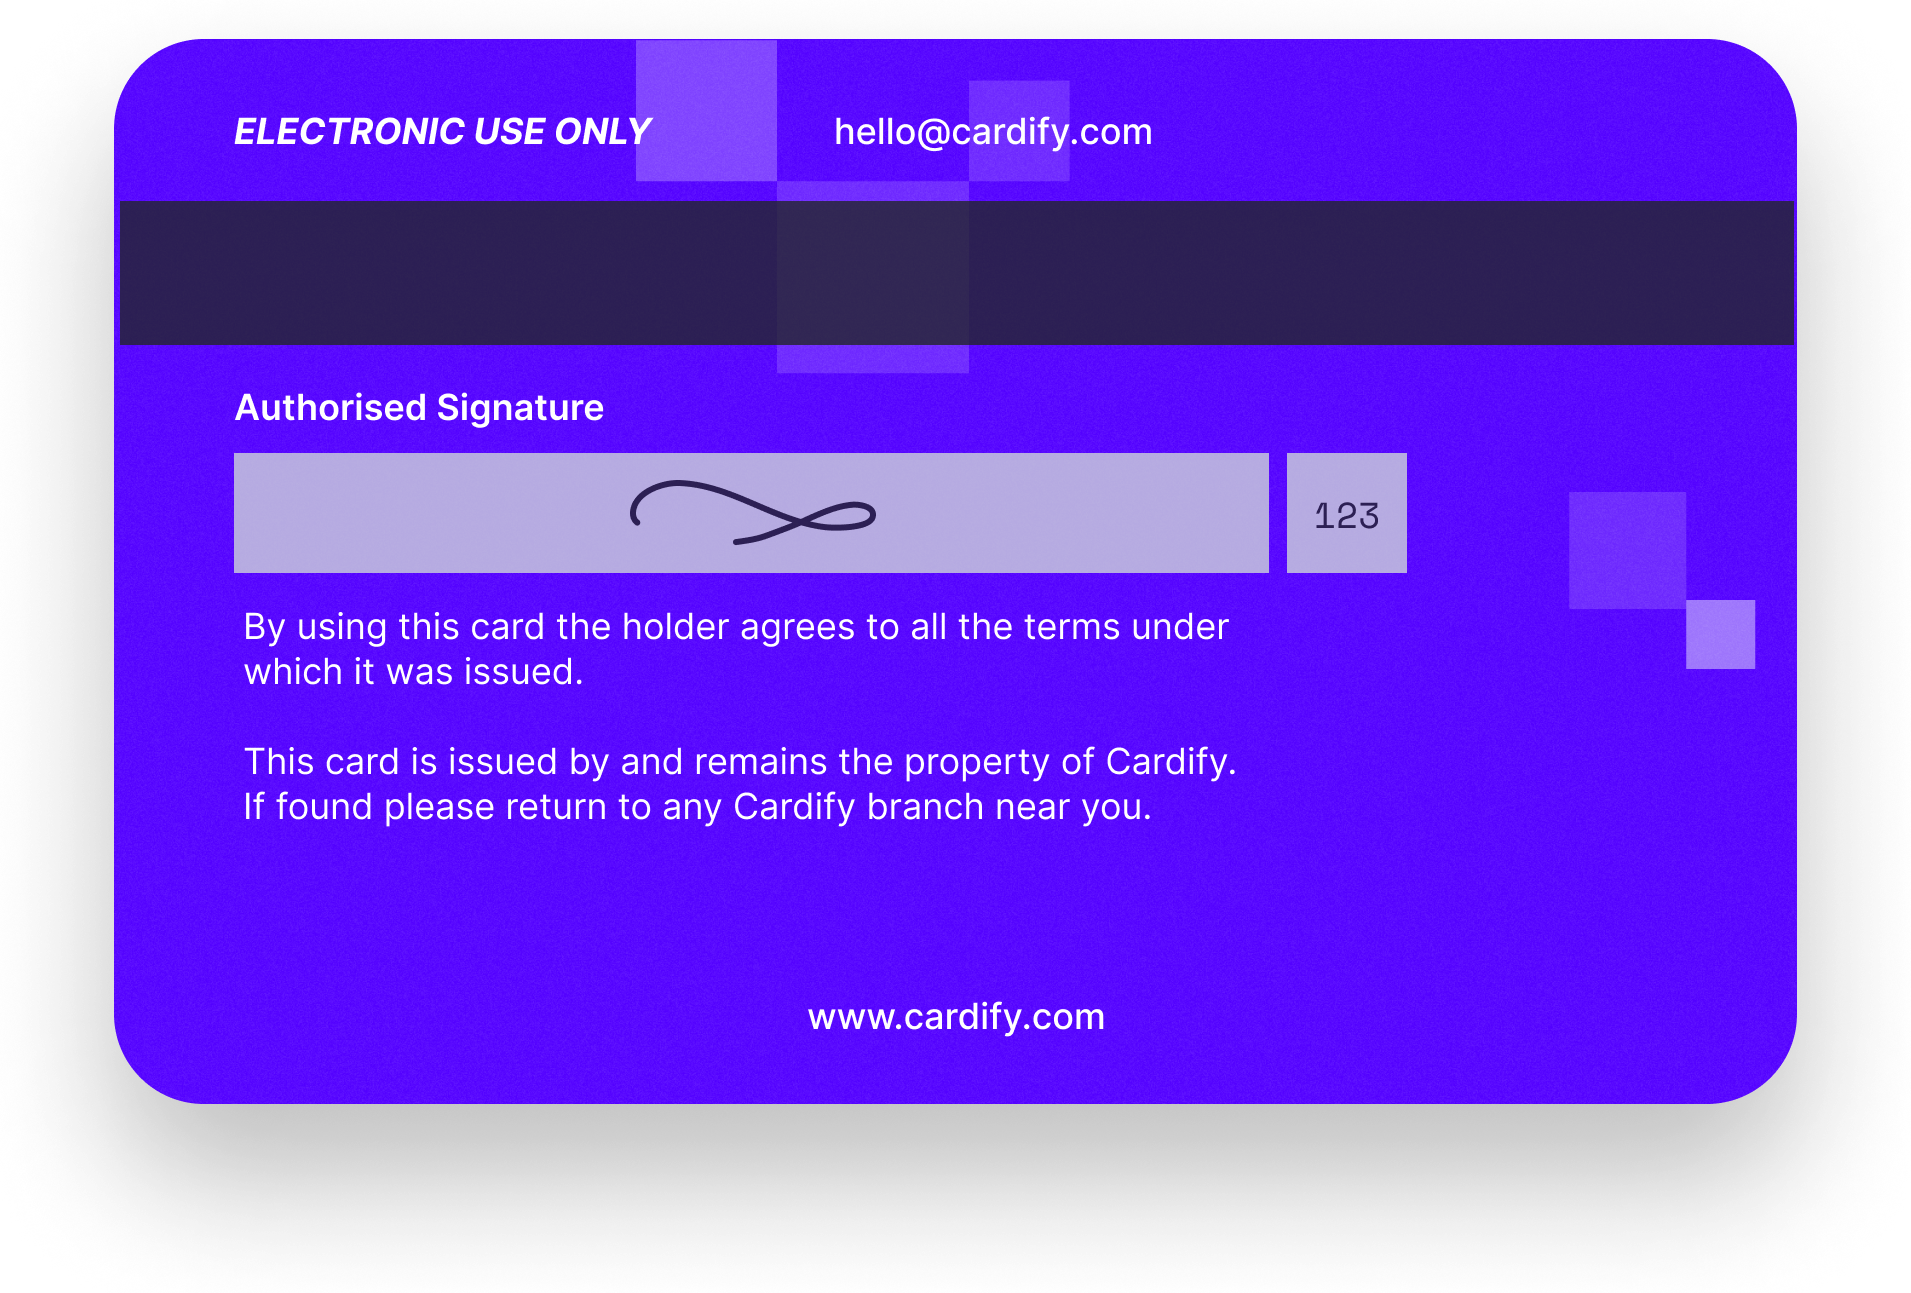 ELECTRONIC USE ONLY
hello@cardify.com
Authorised Signature
123
By using this card the holder agrees to all the terms under
which it was issued.
This card is issued by and remains the property of Cardify.
If found please return to any Cardify branch near you.
www.cardify.com